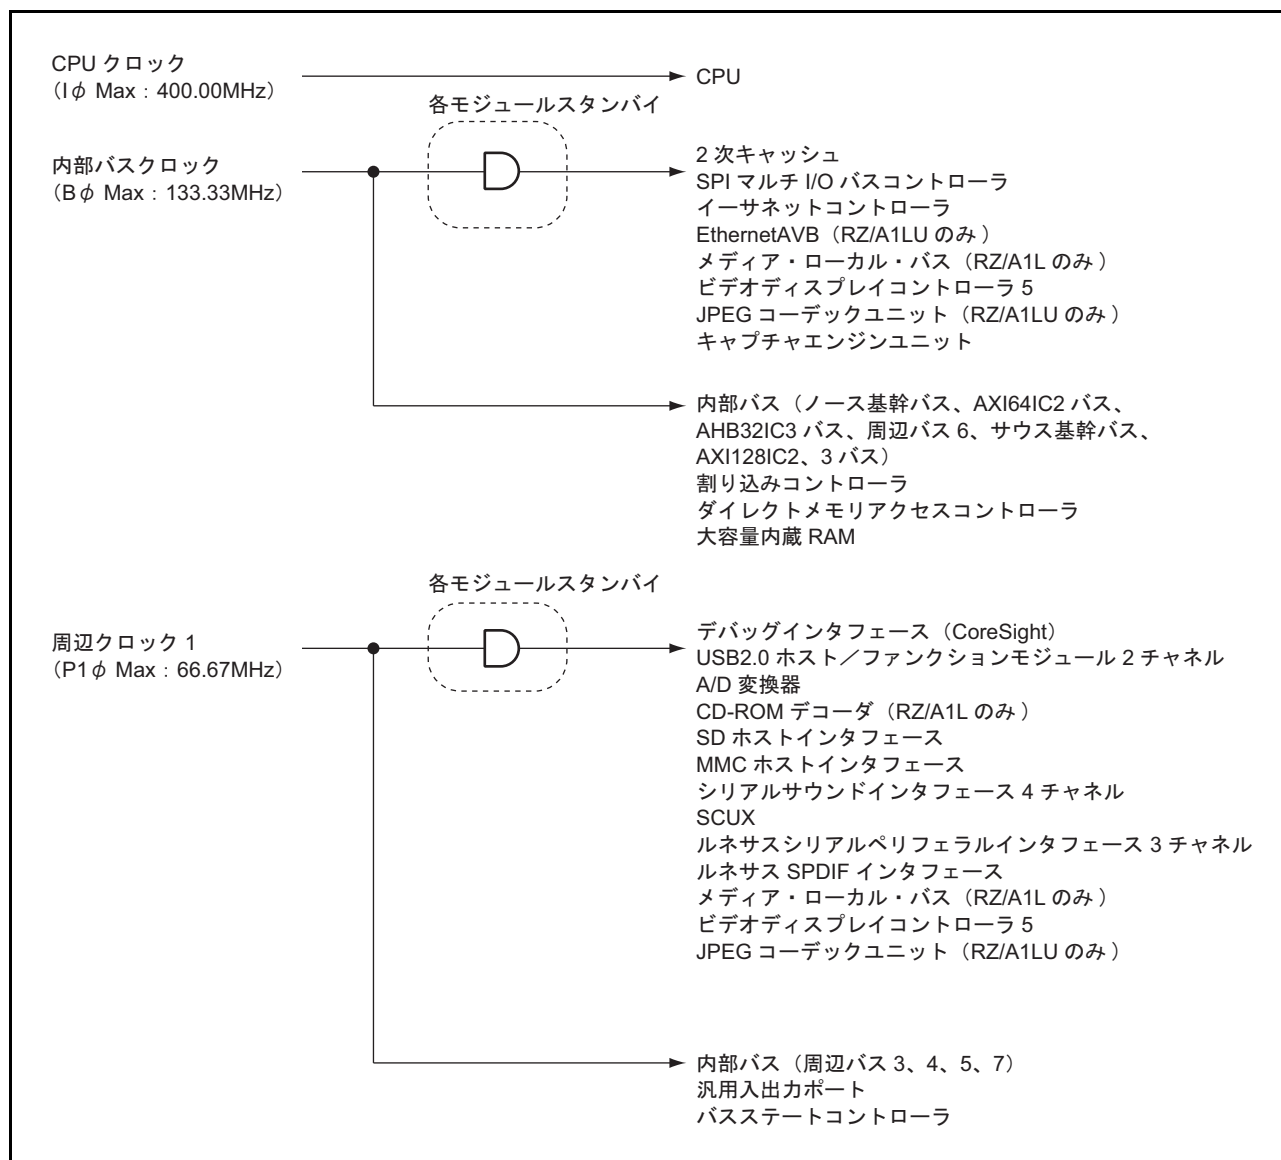 CPU クロック
（Iφ Max：400.00MHz）
CPU
各モジュールスタンバイ
内部バスクロック
（Bφ Max：133.33MHz）
2 次キャッシュ
SPI マルチ I/O バスコントローラ
イーサネットコントローラ
EthernetAVB（RZ/A1LU のみ）
メディア・ローカル・バス（RZ/A1L のみ）
ビデオディスプレイコントローラ 5
JPEG コーデックユニット（RZ/A1LU のみ）
キャプチャエンジンユニット
内部バス（ノース基幹バス、AXI64IC2 バス、
AHB32IC3 バス、周辺バス 6、サウス基幹バス、
AXI128IC2、3 バス）
割り込みコントローラ
ダイレクトメモリアクセスコントローラ
大容量内蔵 RAM
各モジュールスタンバイ
周辺クロック 1
（P1φ Max：66.67MHz）
デバッグインタフェース（CoreSight）
USB2.0 ホスト／ファンクションモジュール 2 チャネル
A/D 変換器
CD-ROM デコーダ（RZ/A1L のみ）
SD ホストインタフェース
MMC ホストインタフェース
シリアルサウンドインタフェース 4 チャネル
SCUX
ルネサスシリアルペリフェラルインタフェース 3 チャネル
ルネサス SPDIF インタフェース
メディア・ローカル・バス（RZ/A1L のみ）
ビデオディスプレイコントローラ 5
JPEG コーデックユニット（RZ/A1LU のみ）
内部バス（周辺バス 3、4、5、7）
汎用入出力ポート
バスステートコントローラ